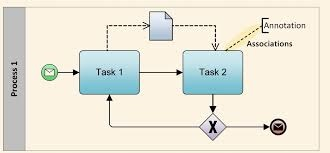 Process 1
Task 1
Task 2
Annotation
Associations
X